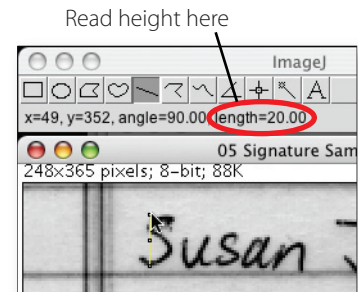 Read height here
ImageJ
A
x=49, y=352, angle=90.00, length=20.00
05 Signature Sam
248x365 pixels; 8-bit; 88K
Susan